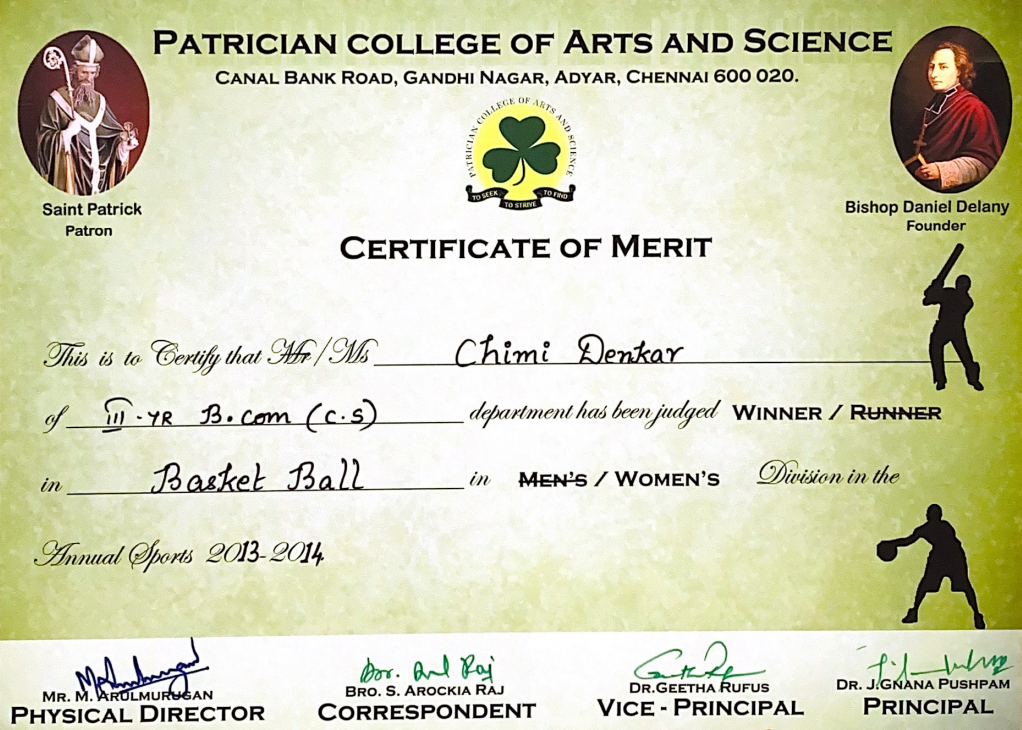 PATRICIAN COLLEGE OF ARTS AND SCIENCE
CANAL BANK ROAD, GANDHI NAGAR, ADYAR, CHENNAI 600 020.
PATRICIAN COLLEGE OF ARTS AND SCIENCE
TO SEEK TO STRIVE TO FIND
Saint Patrick
Patron
Bishop Daniel Delany
Founder
CERTIFICATE OF MERIT
This is to Certify that Mr / Ms Chimi Denkar
of III - YR B.com (C.S) department has been judged WINNER / RUNNER
in Basket Ball in MEN'S / WOMEN'S Division in the
Annual Sports 2013-2014
Bro. S. Arockia Raj
MR. M. ARULMURUGAN
PHYSICAL DIRECTOR
BRO. S. AROCKIA RAJ
CORRESPONDENT
DR.GEETHA RUFUS
VICE - PRINCIPAL
DR. J.GNANA PUSHPAM
PRINCIPAL